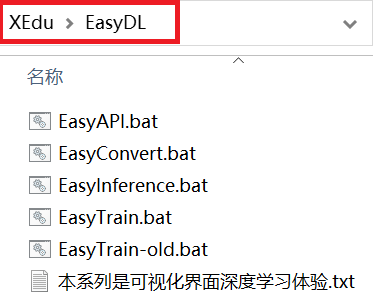 XEdu > EasyDL
名称
EasyAPI.bat
EasyConvert.bat
EasyInference.bat
EasyTrain.bat
EasyTrain-old.bat
本系列是可视化界面深度学习体验.txt